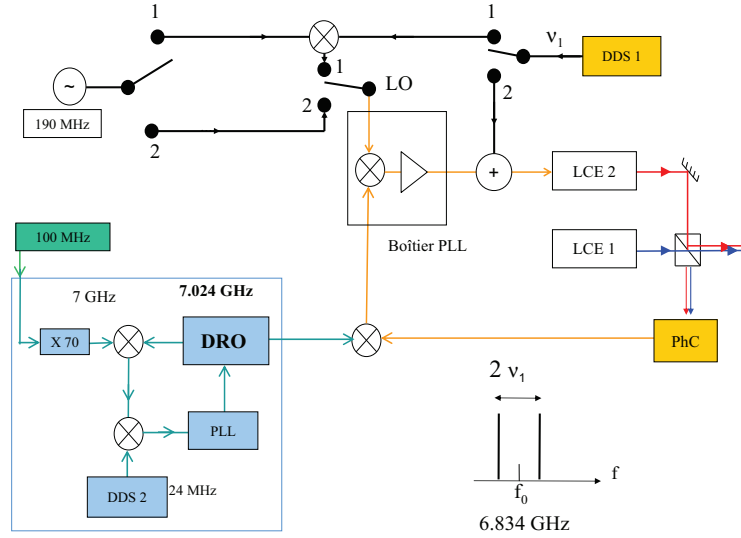 1
1
ν₁
DDS 1
~
1
LO
2
2
190 MHz
2
+
LCE 2
100 MHz
Boîtier PLL
LCE 1
7 GHz
7.024 GHz
X 70
DRO
PhC
2 ν₁
PLL
DDS 2
24 MHz
f
f₀
6.834 GHz